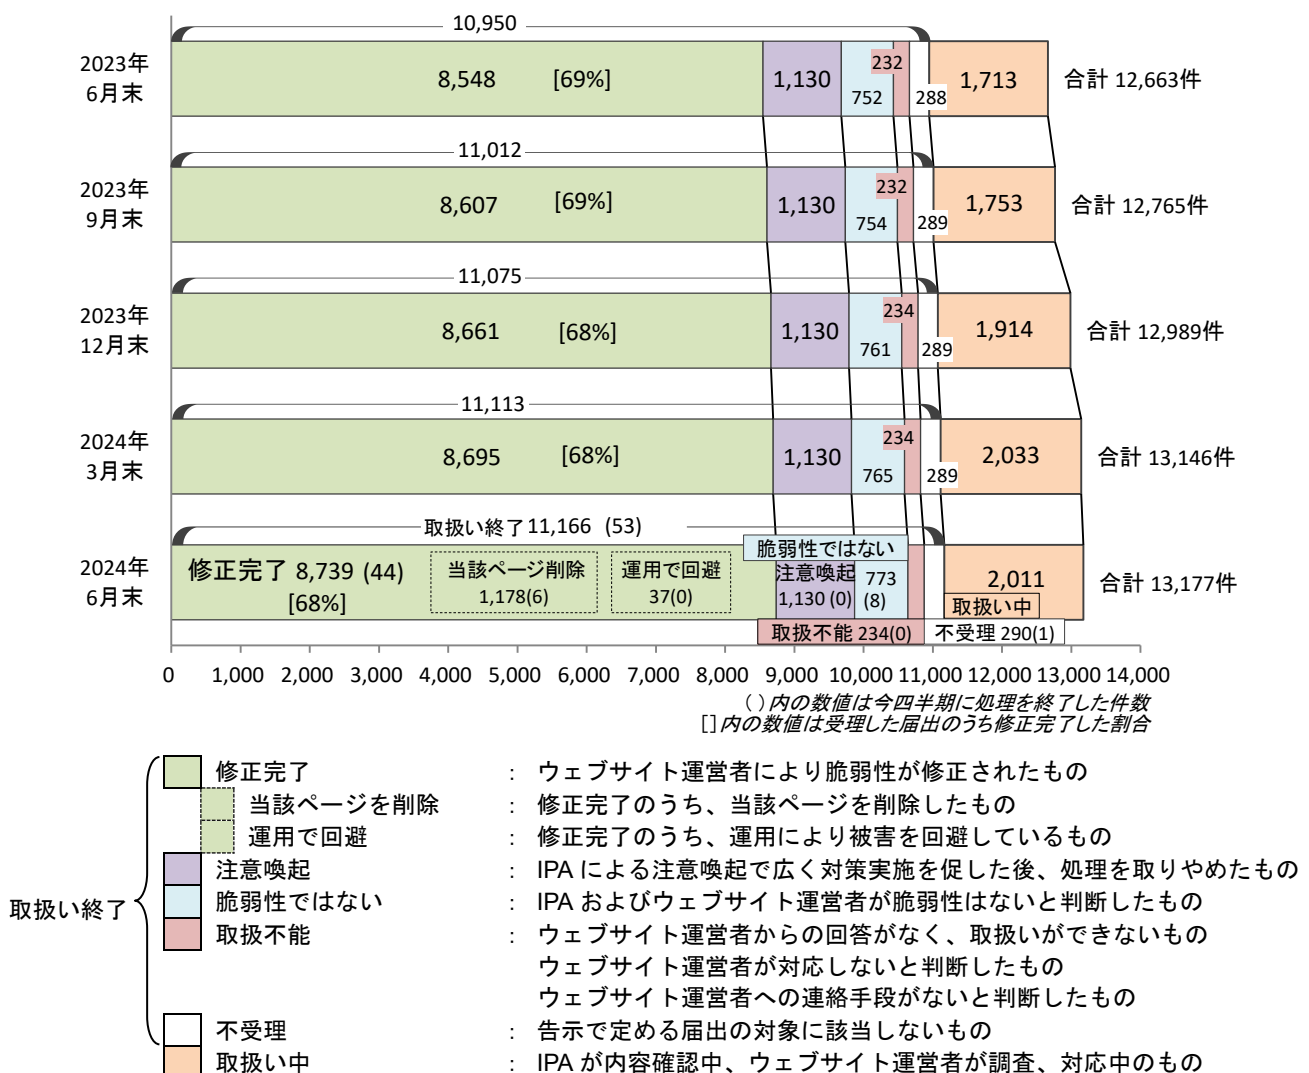 10,950
2023年
6月末
8,548 [69%] 1,130 752 232 288 1,713 合計 12,663件
11,012
2023年
9月末
8,607 [69%] 1,130 754 232 289 1,753 合計 12,765件
11,075
2023年
12月末
8,661 [68%] 1,130 761 234 289 1,914 合計 12,989件
11,113
2024年
3月末
8,695 [68%] 1,130 765 234 289 2,033 合計 13,146件
取扱い終了 11,166 (53)
2024年
6月末
修正完了 8,739 (44)
[68%]
当該ページ削除
1,178(6)
運用で回避
37(0)
脆弱性ではない
注意喚起
1,130 (0)
773
(8)
2,011
取扱い中
合計 13,177件
取扱不能 234(0) 不受理 290(1)
0 1,000 2,000 3,000 4,000 5,000 6,000 7,000 8,000 9,000 10,000 11,000 12,000 13,000 14,000
( )内の数値は今四半期に処理を終了した件数
[]内の数値は受理した届出のうち修正完了した割合
取扱い終了
修正完了 : ウェブサイト運営者により脆弱性が修正されたもの
当該ページを削除 : 修正完了のうち、当該ページを削除したもの
運用で回避 : 修正完了のうち、運用により被害を回避しているもの
注意喚起 : IPA による注意喚起で広く対策実施を促した後、処理を取りやめたもの
脆弱性ではない : IPA およびウェブサイト運営者が脆弱性はないと判断したもの
取扱不能 : ウェブサイト運営者からの回答がなく、取扱いができないもの
ウェブサイト運営者が対応しないと判断したもの
ウェブサイト運営者への連絡手段がないと判断したもの
不受理 : 告示で定める届出の対象に該当しないもの
取扱い中 : IPA が内容確認中、ウェブサイト運営者が調査、対応中のもの